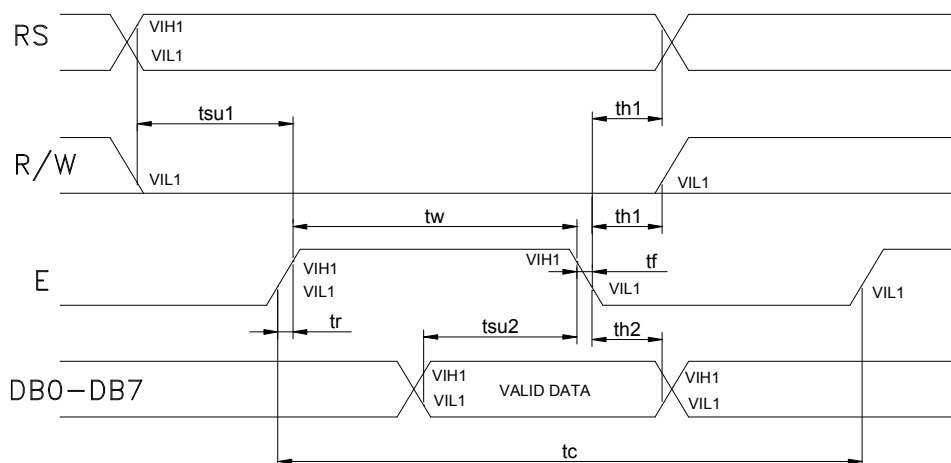 RS
VIH1
VIL1
tsu1
th1
R/W
VIL1
VIL1
tw
th1
E
VIH1
VIL1
VIH1
tf
VIL1
VIL1
tr
tsu2
th2
DB0-DB7
VIH1
VIL1
VALID DATA
VIH1
VIL1
tc